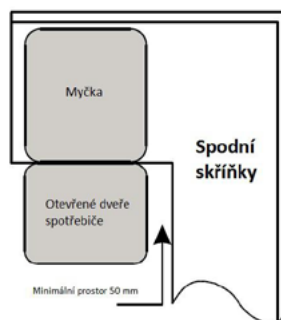 Myčka
Spodní
skříňky
Otevřené dveře
spotřebiče
Minimální prostor 50 mm